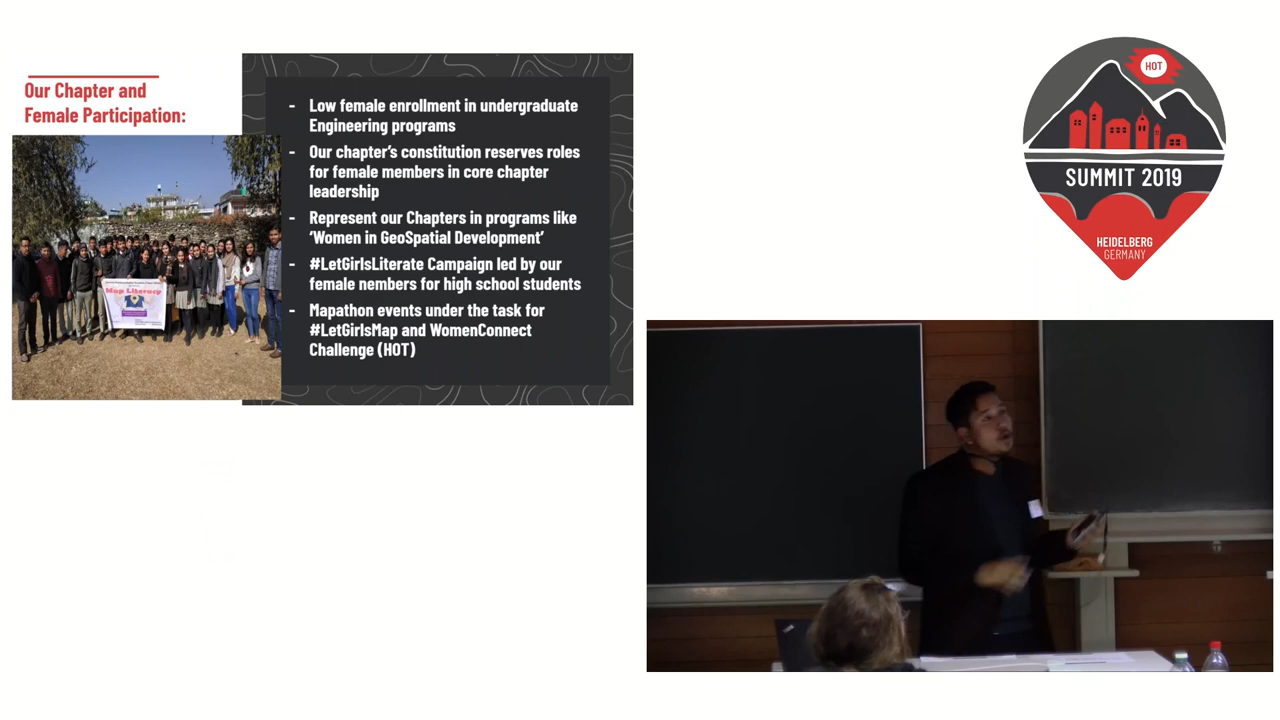 Our Chapter and
Female Participation:
- Low female enrollment in undergraduate
Engineering programs
- Our chapter's constitution reserves roles
for female members in core chapter
leadership
- Represent our Chapters in programs like
'Women in GeoSpatial Development'
- #LetGirlsLiterate Campaign led by our
female nembers for high school students
- Mapathon events under the task for
#LetGirlsMap and WomenConnect
Challenge (HOT)
Map Literacy
HOT
SUMMIT 2019
HEIDELBERG
GERMANY